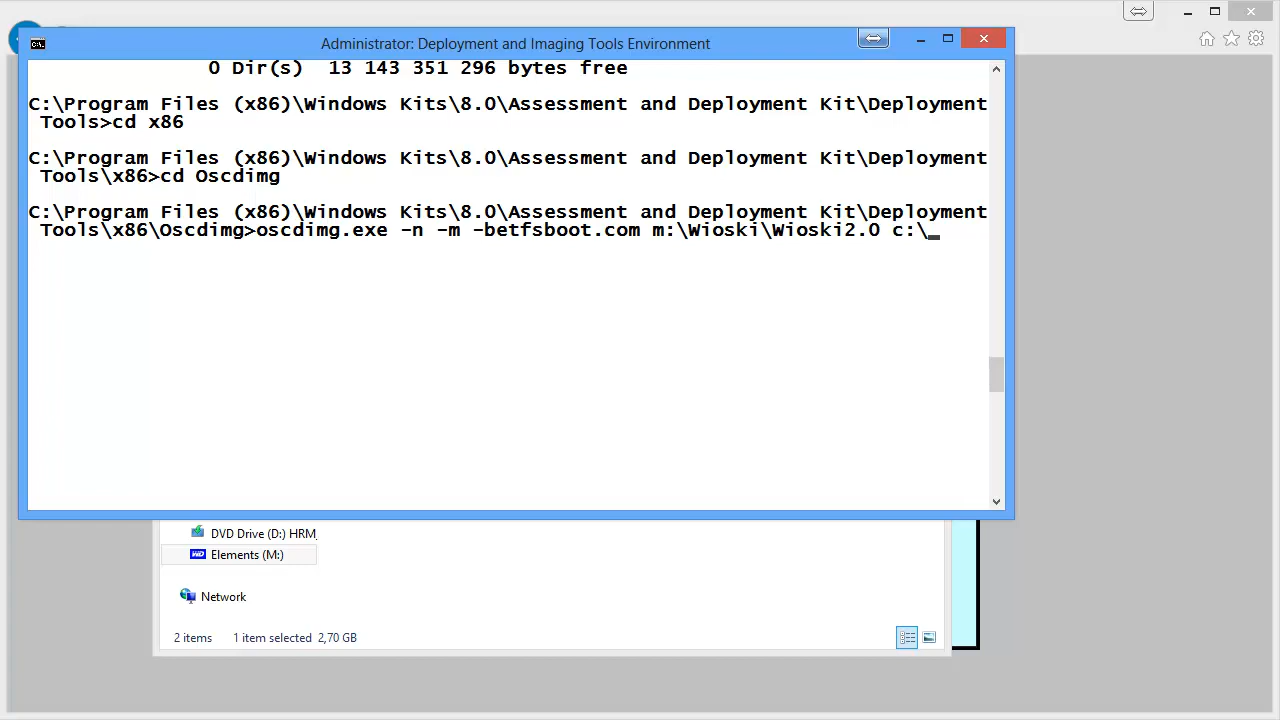 Administrator: Deployment and Imaging Tools Environment
0 Dir(s)  13 143 351 296 bytes free
C:\Program Files (x86)\Windows Kits\8.0\Assessment and Deployment Kit\Deployment
Tools>cd x86
C:\Program Files (x86)\Windows Kits\8.0\Assessment and Deployment Kit\Deployment
Tools\x86>cd Oscdimg
C:\Program Files (x86)\Windows Kits\8.0\Assessment and Deployment Kit\Deployment
Tools\x86\Oscdimg>oscdimg.exe -n -m -betfsboot.com m:\Wioski\Wioski2.0 c:\_
DVD Drive (D:) HRM
Elements (M:)
Network
2 items 1 item selected 2,70 GB